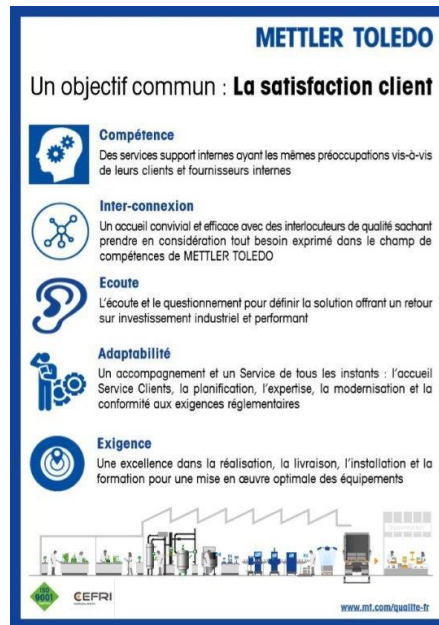 METTLER TOLEDO
Un objectif commun : La satisfaction client
Compétence
Des services support internes ayant les mêmes préoccupations vis-à-vis
de leurs clients et fournisseurs internes
Inter-connexion
Un accueil convivial et efficace avec des interlocuteurs de qualité sachant
prendre en considération tout besoin exprimé dans le champ de
compétences de METTLER TOLEDO
Ecoute
L'écoute et le questionnement pour définir la solution offrant un retour
sur investissement industriel et performant
Adaptabilité
Un accompagnement et un Service de tous les instants : l'accueil
Service Clients, la planification, l'expertise, la modernisation et la
conformité aux exigences réglementaires
Exigence
Une excellence dans la réalisation, la livraison, l'installation et la
formation pour une mise en œuvre optimale des équipements
ISO
9001
CEFRI
www.mt.com/qualite-fr